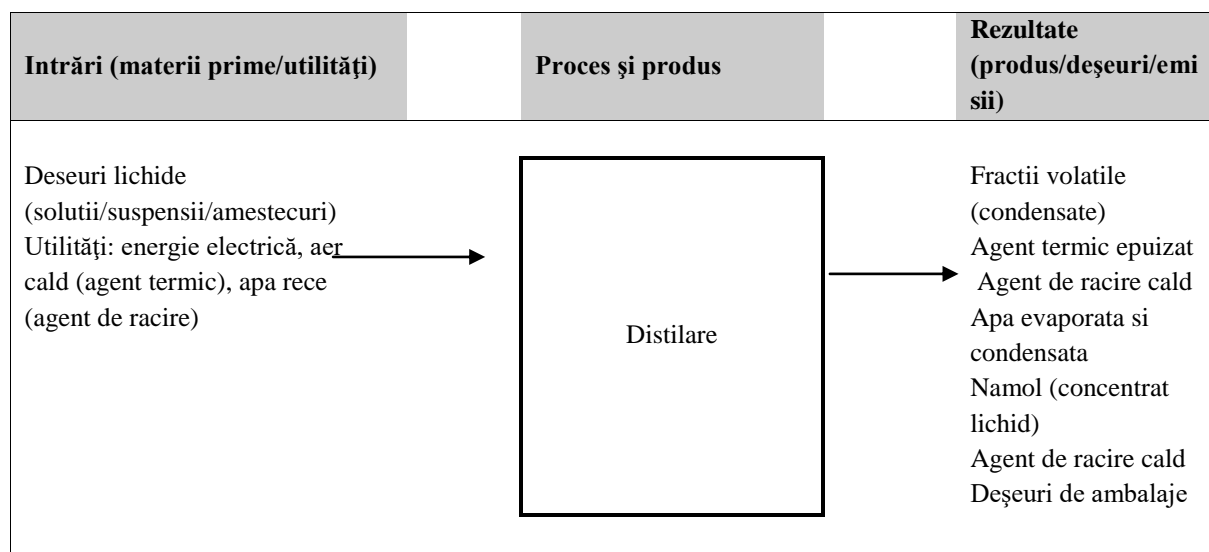 Intrări (materii prime/utilităţi)
Proces şi produs
Rezultate
(produs/deşeuri/emi
sii)
Deseuri lichide
(solutii/suspensii/amestecuri)
Utilităţi: energie electrică, aer
cald (agent termic), apa rece
(agent de racire)
Distilare
Fractii volatile
(condensate)
Agent termic epuizat
Agent de racire cald
Apa evaporata si
condensata
Namol (concentrat
lichid)
Agent de racire cald
Deşeuri de ambalaje